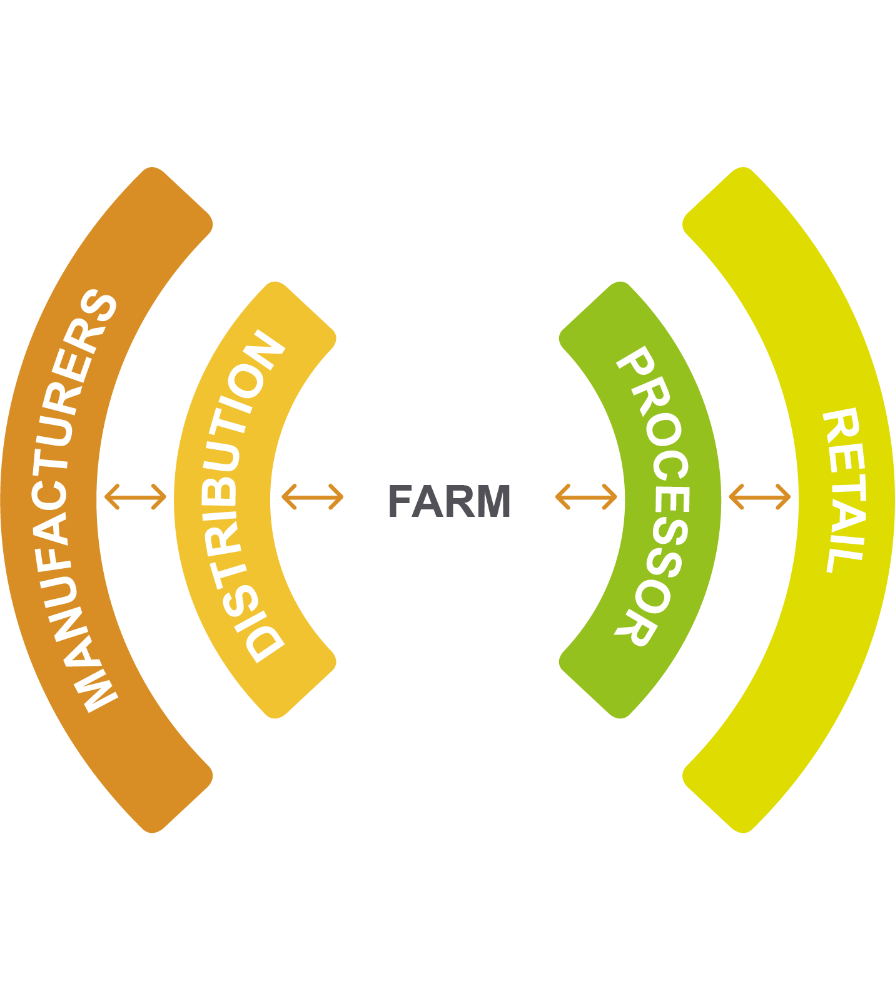 MANUFACTURERS
DISTRIBUTION
FARM
PROCESSOR
RETAIL